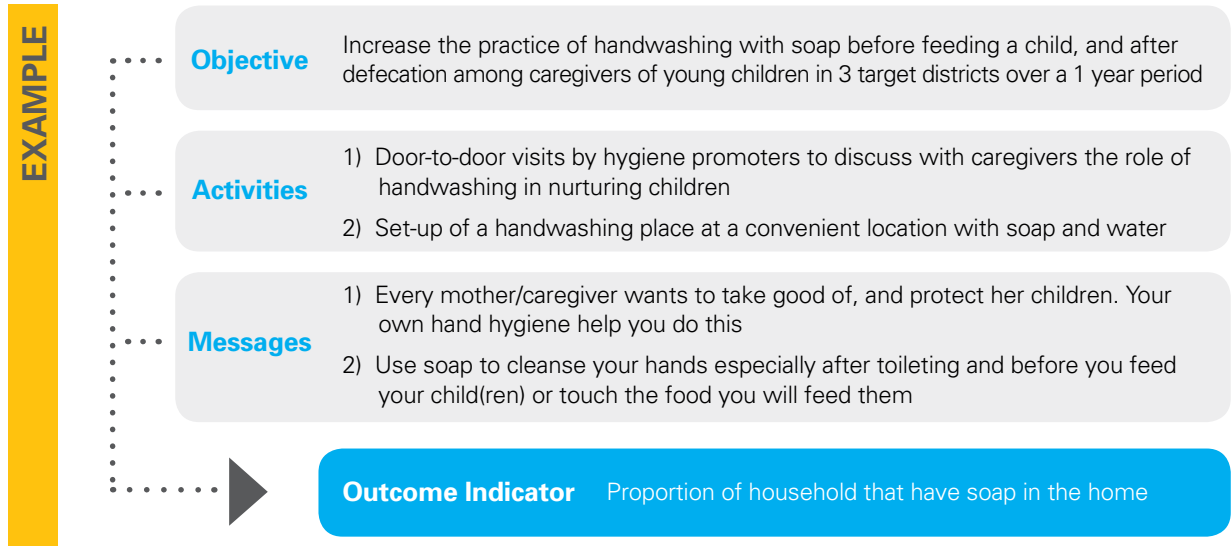 EXAMPLE
Objective
Increase the practice of handwashing with soap before feeding a child, and after
defecation among caregivers of young children in 3 target districts over a 1 year period
Activities
1) Door-to-door visits by hygiene promoters to discuss with caregivers the role of
handwashing in nurturing children
2) Set-up of a handwashing place at a convenient location with soap and water
Messages
1) Every mother/caregiver wants to take good of, and protect her children. Your
own hand hygiene help you do this
2) Use soap to cleanse your hands especially after toileting and before you feed
your child(ren) or touch the food you will feed them
Outcome Indicator Proportion of household that have soap in the home